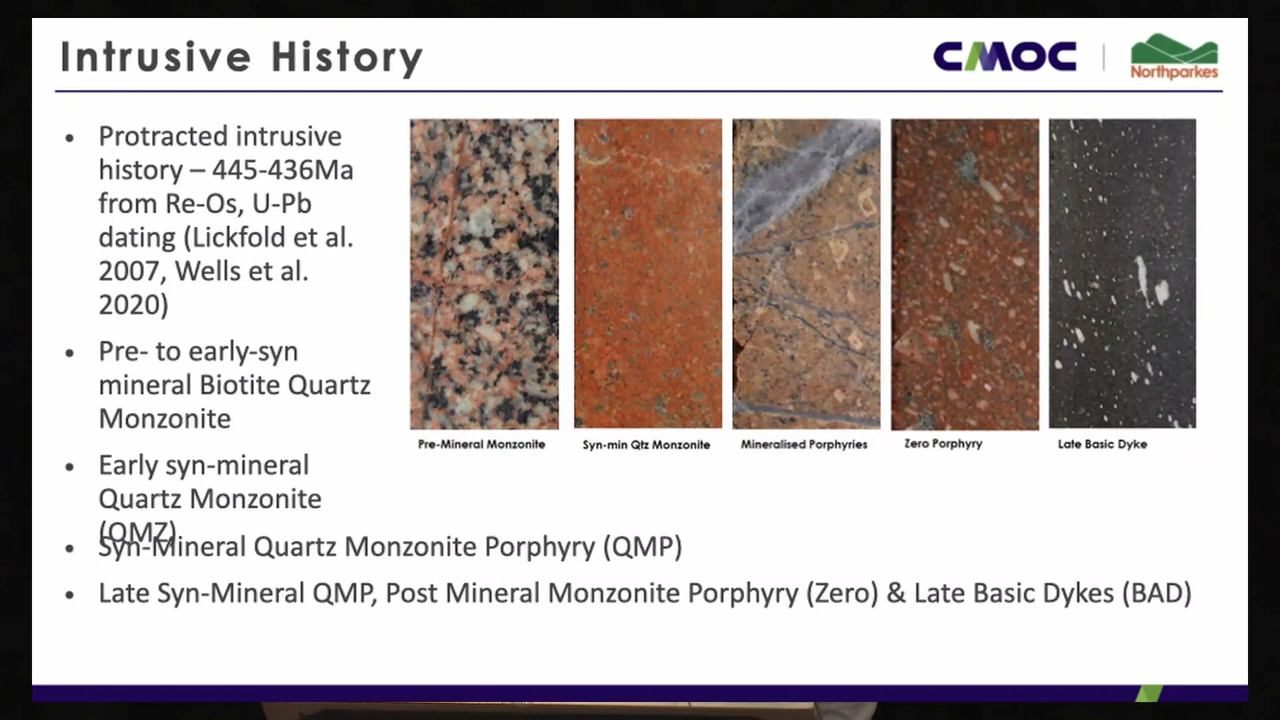 Intrusive History
CMOC
Northparkes
• Protracted intrusive
history – 445-436Ma
from Re-Os, U-Pb
dating (Lickfold et al.
2007, Wells et al.
2020)
• Pre- to early-syn
mineral Biotite Quartz
Monzonite
• Early syn-mineral
Quartz Monzonite
(QMZ)
• Syn-Mineral Quartz Monzonite Porphyry (QMP)
• Late Syn-Mineral QMP, Post Mineral Monzonite Porphyry (Zero) & Late Basic Dykes (BAD)
Pre-Mineral Monzonite
Syn-min Qtz Monzonite
Mineralised Porphyries
Zero Porphyry
Late Basic Dyke